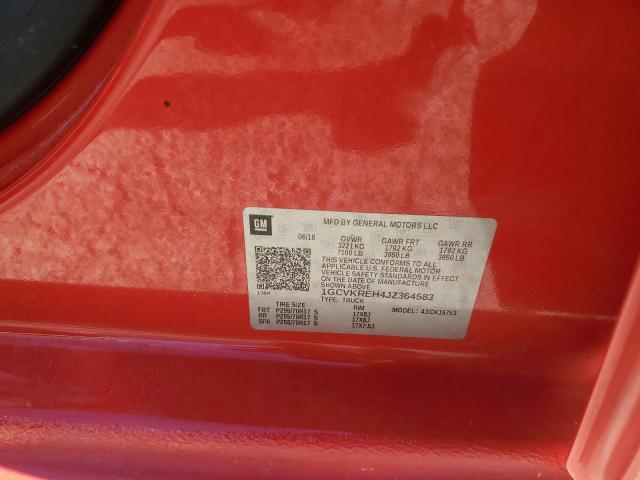 GM
MFD BY GENERAL MOTORS LLC
06/18 GVWR GAWR FRT GAWR RR
3221 KG 1792 KG 1792 KG
7100 LB 3950 LB 3950 LB
THIS VEHICLE CONFORMS TO ALL
APPLICABLE U.S. FEDERAL MOTOR
VEHICLE SAFETY STANDARDS IN EFFECT
ON THE DATE OF MANUFACTURE
SHOWN ABOVE.
1GCVKREH4JZ364583
TYPE: TRUCK
MODEL: 43CK15753
TIRE SIZE RIM
FRT P255/70R17 S 17X8J
RR P255/70R17 S 17X8J
SPA P265/70R17 S 17X7.5J